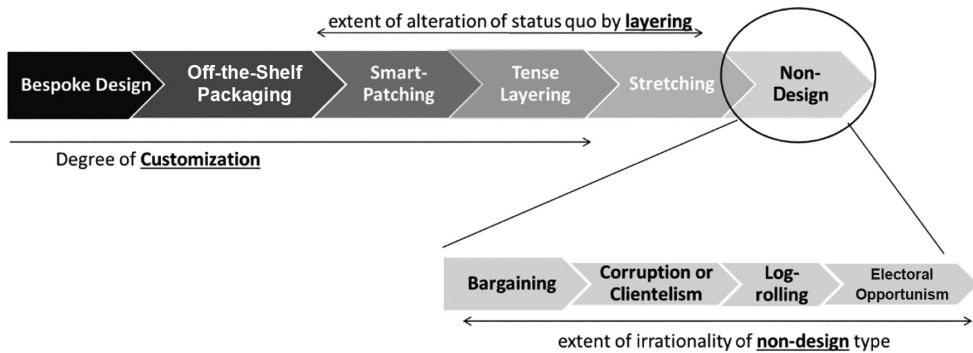 extent of alteration of status quo by layering
Bespoke Design
Off-the-Shelf
Packaging
Smart-
Patching
Tense
Layering
Stretching
Non-
Design
Degree of Customization
Bargaining
Corruption or
Clientelism
Log-
rolling
Electoral
Opportunism
extent of irrationality of non-design type